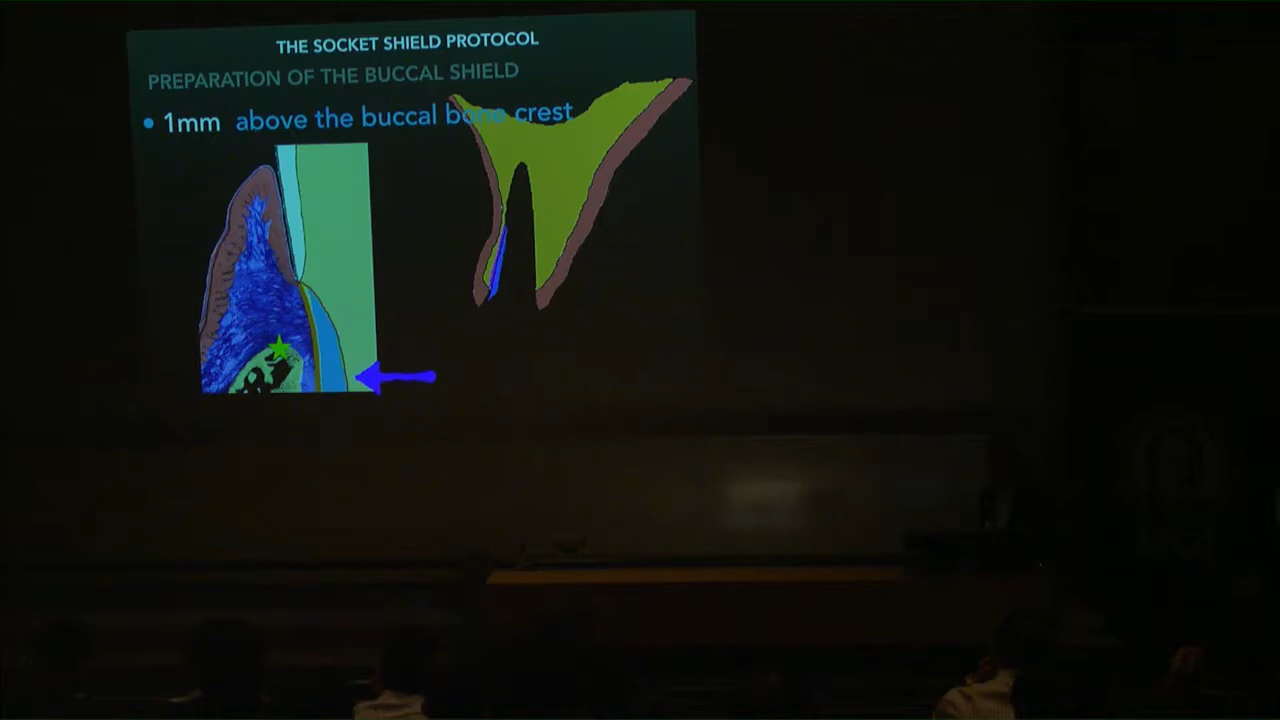 THE SOCKET SHIELD PROTOCOL
PREPARATION OF THE BUCCAL SHIELD
• 1mm above the buccal bone crest